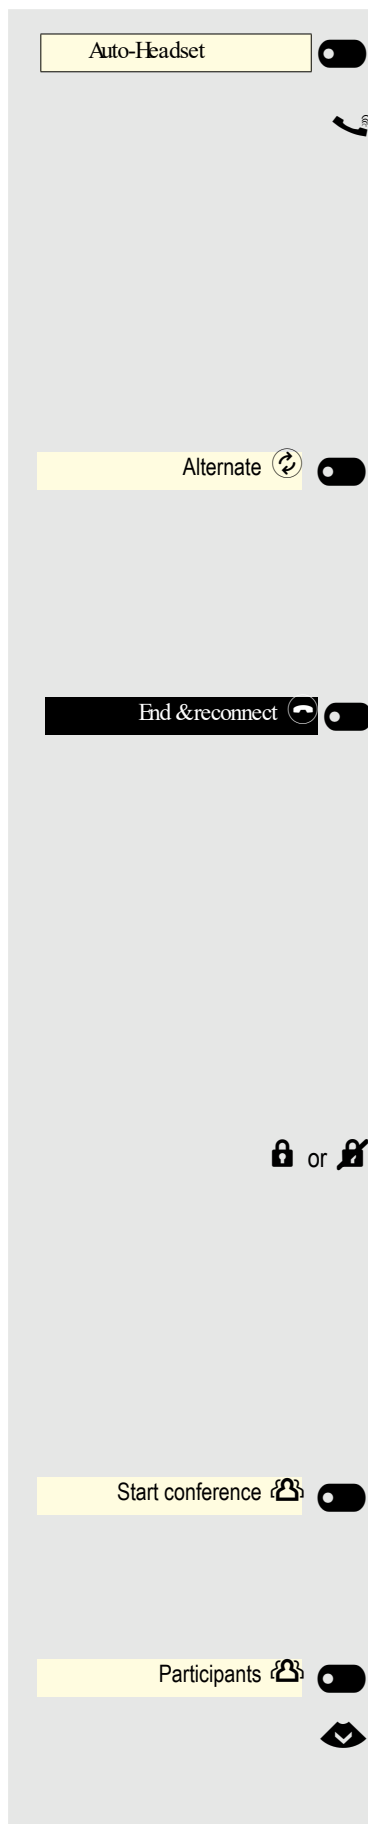 Auto-Headset
Alternate
End & reconnect
or
Start conference
Participants